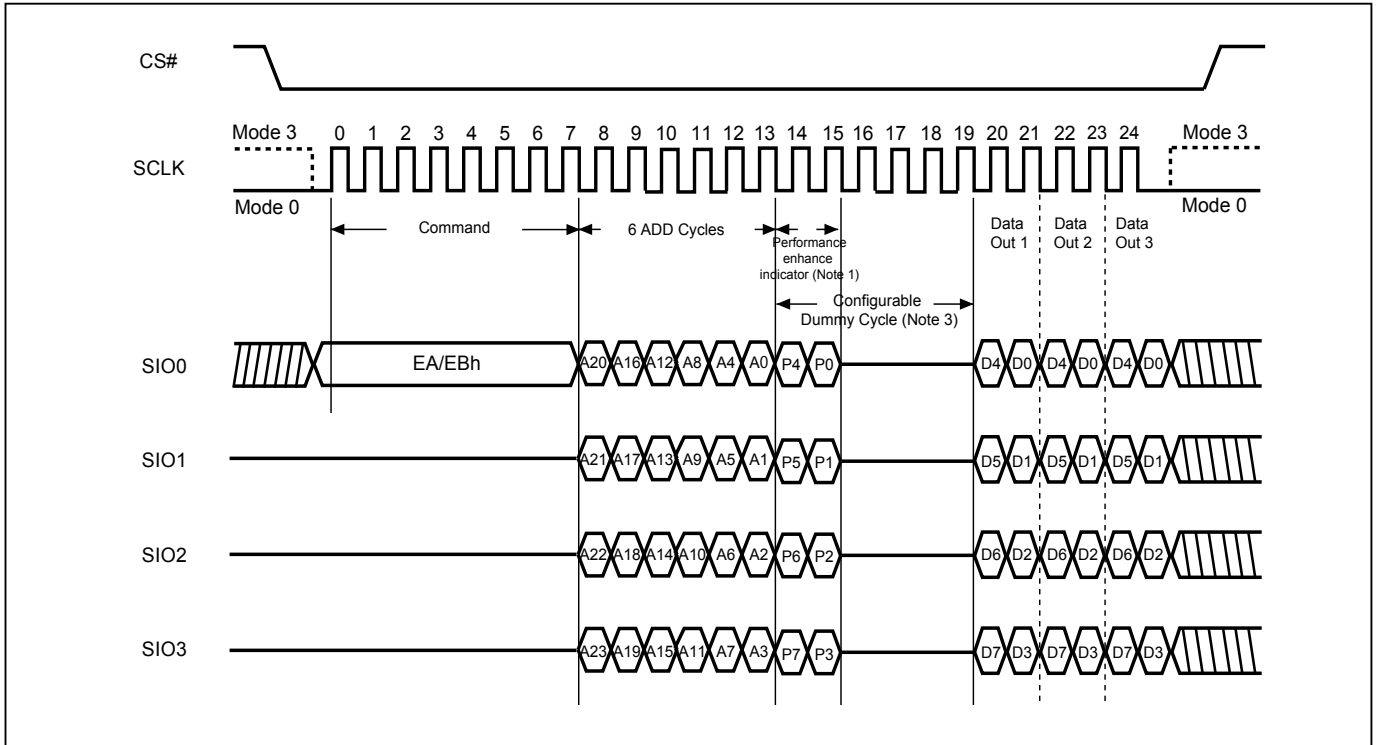 CS#
Mode 3 0 1 2 3 4 5 6 7 8 9 10 11 12 13 14 15 16 17 18 19 20 21 22 23 24 Mode 3
SCLK
Mode 0 Mode 0
Command
6 ADD Cycles
Performance
enhance
indicator (Note 1)
Data
Out 1
Data
Out 2
Data
Out 3
Configurable
Dummy Cycle (Note 3)
SIO0 EA/EBh A20 A16 A12 A8 A4 A0 P4 P0 D4 D0 D4 D0 D4 D0
SIO1 A21 A17 A13 A9 A5 A1 P5 P1 D5 D1 D5 D1 D5 D1
SIO2 A22 A18 A14 A10 A6 A2 P6 P2 D6 D2 D6 D2 D6 D2
SIO3 A23 A19 A15 A11 A7 A3 P7 P3 D7 D3 D7 D3 D7 D3